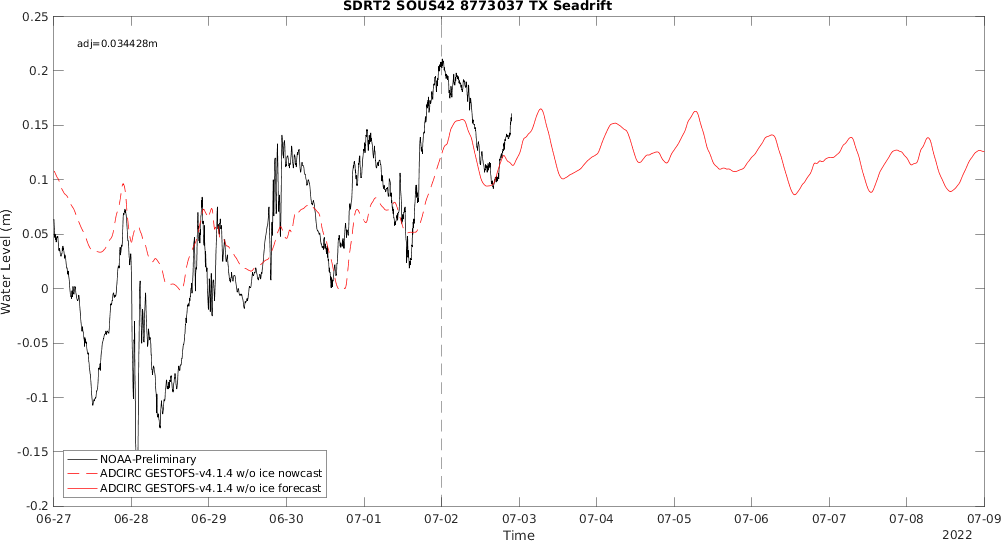 SDRT2 SOUS42 8773037 TX Seadrift
adj=0.034428m
0.25
0.2
0.15
0.1
0.05
0
-0.05
-0.1
-0.15
-0.2
Water Level (m)
NOAA-Preliminary
ADCIRC GESTOFS-v4.1.4 w/o ice nowcast
ADCIRC GESTOFS-v4.1.4 w/o ice forecast
06-27 06-28 06-29 06-30 07-01 07-02 07-03 07-04 07-05 07-06 07-07 07-08 07-09
Time
2022